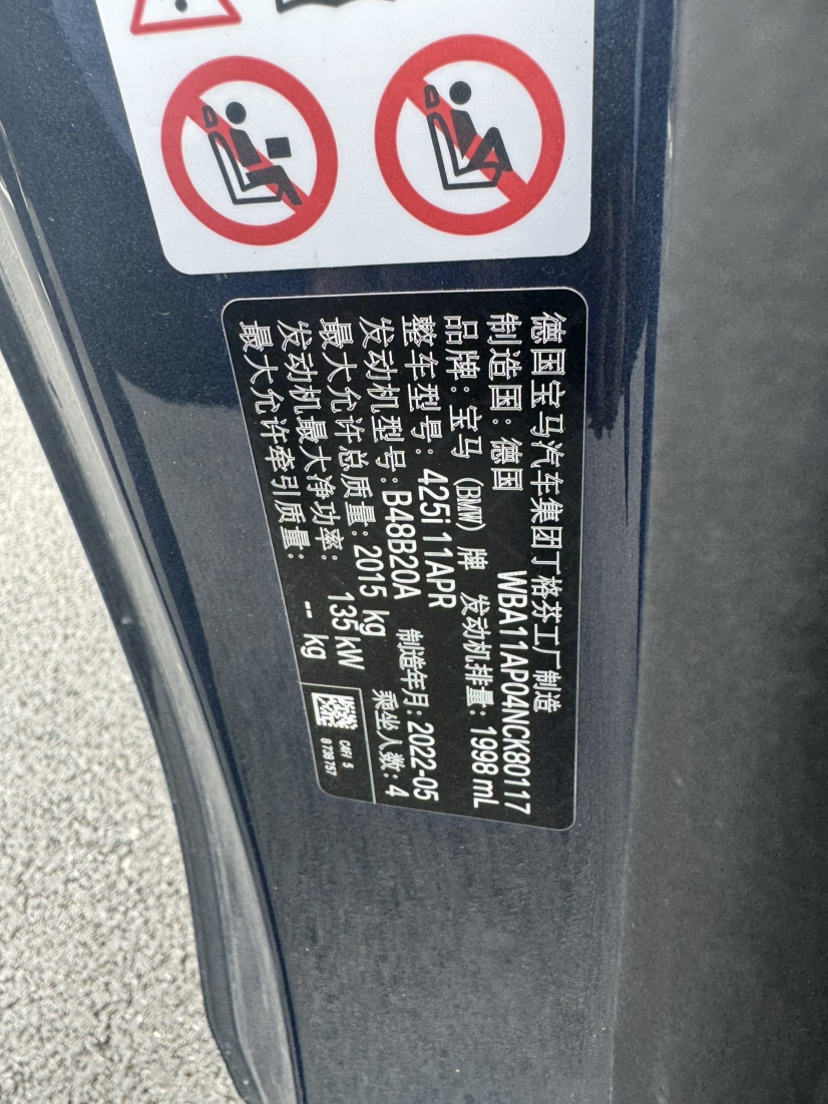 德国宝马汽车集团丁格芬工厂制造
制造国：德国 WBA11AP04NCK80117
品牌：宝马 (BMW) 牌 发动机排量：1998 mL
整车型号：425i 11APR 制造年月：2022-05
发动机型号：B48B20A 乘坐人数：4
最大允许总质量：2015 kg
发动机最大净功率：135 kW
最大允许牵引质量：-- kg